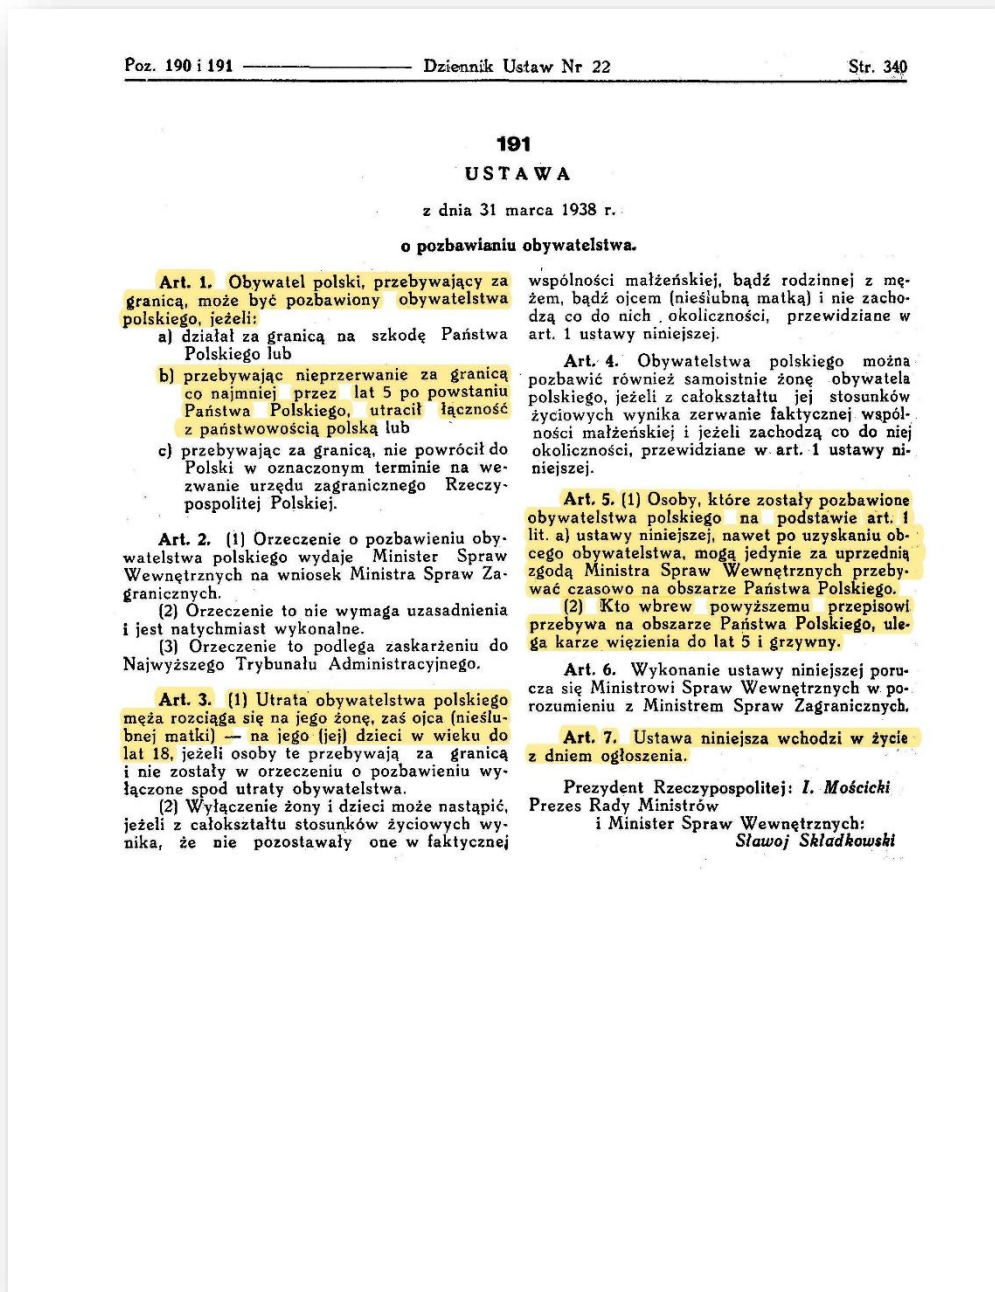 Poz. 190 i 191 Dziennik Ustaw Nr 22 Str. 340
191
USTAWA
z dnia 31 marca 1938 r.
o pozbawianiu obywatelstwa.
Art. 1. Obywatel polski, przebywający za
granicą, może być pozbawiony obywatelstwa
polskiego, jeżeli:
a) działał za granicą na szkodę Państwa
Polskiego lub
b) przebywając nieprzerwanie za granicą
co najmniej przez lat 5 po powstaniu
Państwa Polskiego, utracił łączność
z państwowością polską lub
c) przebywając za granicą, nie powrócił do
Polski w oznaczonym terminie na we-
zwanie urzędu zagranicznego Rzeczy-
pospolitej Polskiej.
Art. 2. (1) Orzeczenie o pozbawieniu oby-
watelstwa polskiego wydaje Minister Spraw
Wewnętrznych na wniosek Ministra Spraw Za-
granicznych.
(2) Orzeczenie to nie wymaga uzasadnienia
i jest natychmiast wykonalne.
(3) Orzeczenie to podlega zaskarżeniu do
Najwyższego Trybunału Administracyjnego.
Art. 3. (1) Utrata obywatelstwa polskiego
męża rozciąga się na jego żonę, zaś ojca (nieślu-
bnej matki) — na jego (jej) dzieci w wieku do
lat 18, jeżeli osoby te przebywają za granicą
i nie zostały w orzeczeniu o pozbawieniu wy-
łączone spod utraty obywatelstwa.
(2) Wyłączenie żony i dzieci może nastąpić,
jeżeli z całokształtu stosunków życiowych wy-
nika, że nie pozostawały one w faktycznej
wspólności małżeńskiej, bądź rodzinnej z mę-
żem, bądź ojcem (nieślubną matką) i nie zacho-
dzą co do nich okoliczności, przewidziane w
art. 1 ustawy niniejszej.
Art. 4. Obywatelstwa polskiego można
pozbawić również samoistnie żonę obywatela
polskiego, jeżeli z całokształtu jej stosunków
życiowych wynika zerwanie faktycznej wspól-
ności małżeńskiej i jeżeli zachodzą co do niej
okoliczności, przewidziane w art. 1 ustawy ni-
niejszej.
Art. 5. (1) Osoby, które zostały pozbawione
obywatelstwa polskiego na podstawie art. 1
lit. a) ustawy niniejszej, nawet po uzyskaniu ob-
cego obywatelstwa, mogą jedynie za uprzednią
zgodą Ministra Spraw Wewnętrznych przeby-
wać czasowo na obszarze Państwa Polskiego.
(2) Kto wbrew powyższemu przepisowi
przebywa na obszarze Państwa Polskiego, ule-
ga karze więzienia do lat 5 i grzywny.
Art. 6. Wykonanie ustawy niniejszej poru-
cza się Ministrowi Spraw Wewnętrznych w po-
rozumieniu z Ministrem Spraw Zagranicznych.
Art. 7. Ustawa niniejsza wchodzi w życie
z dniem ogłoszenia.
Prezydent Rzeczypospolitej: I. Mościcki
Prezes Rady Ministrów
i Minister Spraw Wewnętrznych:
Sławoj Składkowski